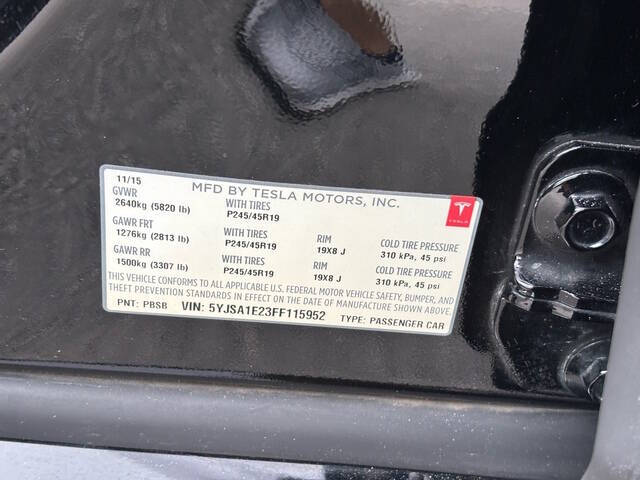 11/15 MFD BY TESLA MOTORS, INC.
GVWR WITH TIRES
2640kg (5820 lb) P245/45R19
GAWR FRT WITH TIRES RIM COLD TIRE PRESSURE
1276kg (2813 lb) P245/45R19 19X8 J 310 kPa, 45 psi
GAWR RR WITH TIRES RIM COLD TIRE PRESSURE
1500kg (3307 lb) P245/45R19 19X8 J 310 kPa, 45 psi
THIS VEHICLE CONFORMS TO ALL APPLICABLE U.S. FEDERAL MOTOR VEHICLE SAFETY, BUMPER, AND
THEFT PREVENTION STANDARDS IN EFFECT ON THE DATE OF MANUFACTURE SHOWN ABOVE.
PNT: PBSB VIN: 5YJSA1E23FF115952 TYPE: PASSENGER CAR
TESLA